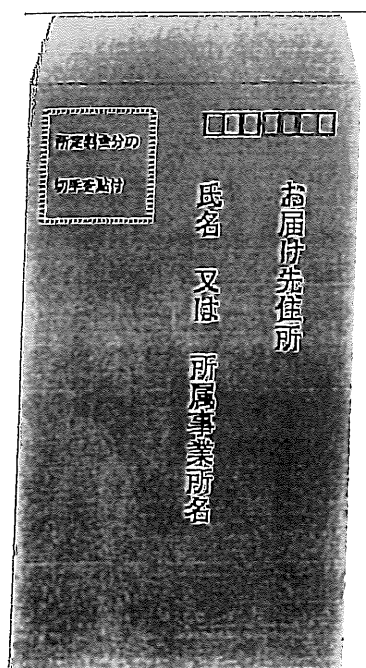 所定料金分の
切手を貼付
お届け先住所
氏名 又は 所属事業所名